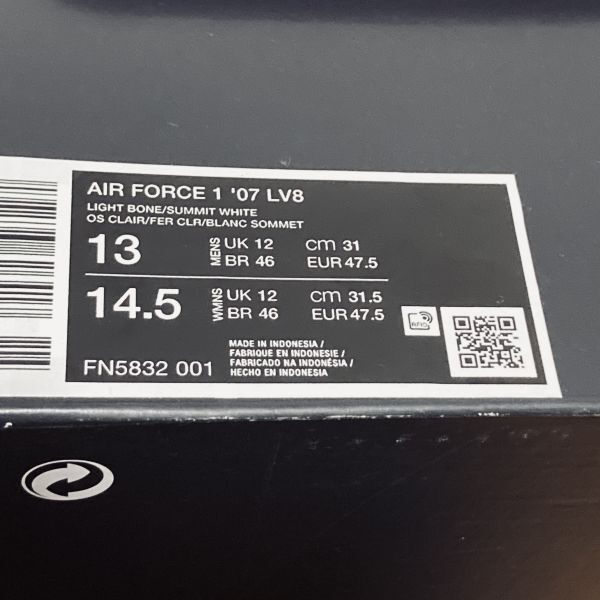 AIR FORCE 1 '07 LV8
LIGHT BONE/SUMMIT WHITE
OS CLAIR/FER CLR/BLANC SOMMET
13 MENS UK 12 CM 31
BR 46 EUR 47.5
14.5 WMNS UK 12 CM 31.5
BR 46 EUR 47.5
RFID
FN5832 001
MADE IN INDONESIA /
FABRIQUE EN INDONESIE /
FABRICADO NA INDONÉSIA /
HECHO EN INDONESIA